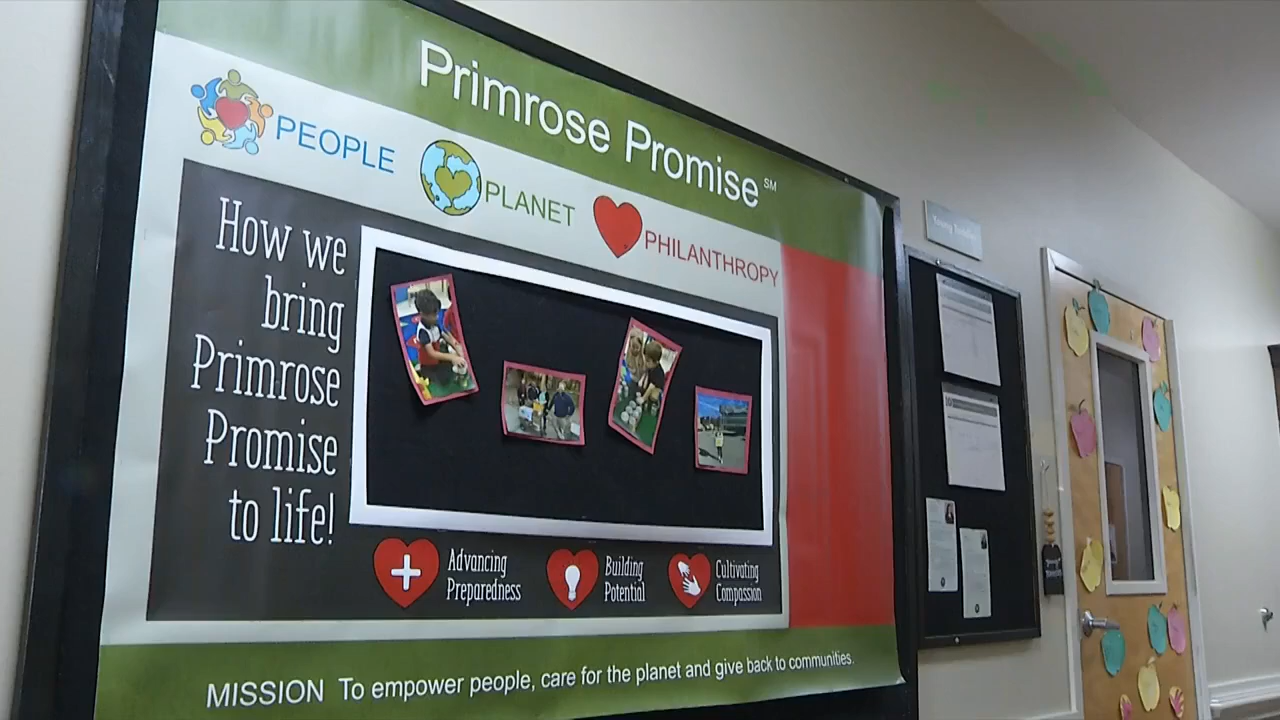 Primrose Promise℠
PEOPLE
PLANET
PHILANTHROPY
How we
bring
Primrose
Promise
to life!
Advancing
Preparedness
Building
Potential
Cultivating
Compassion
MISSION To empower people, care for the planet and give back to communities.